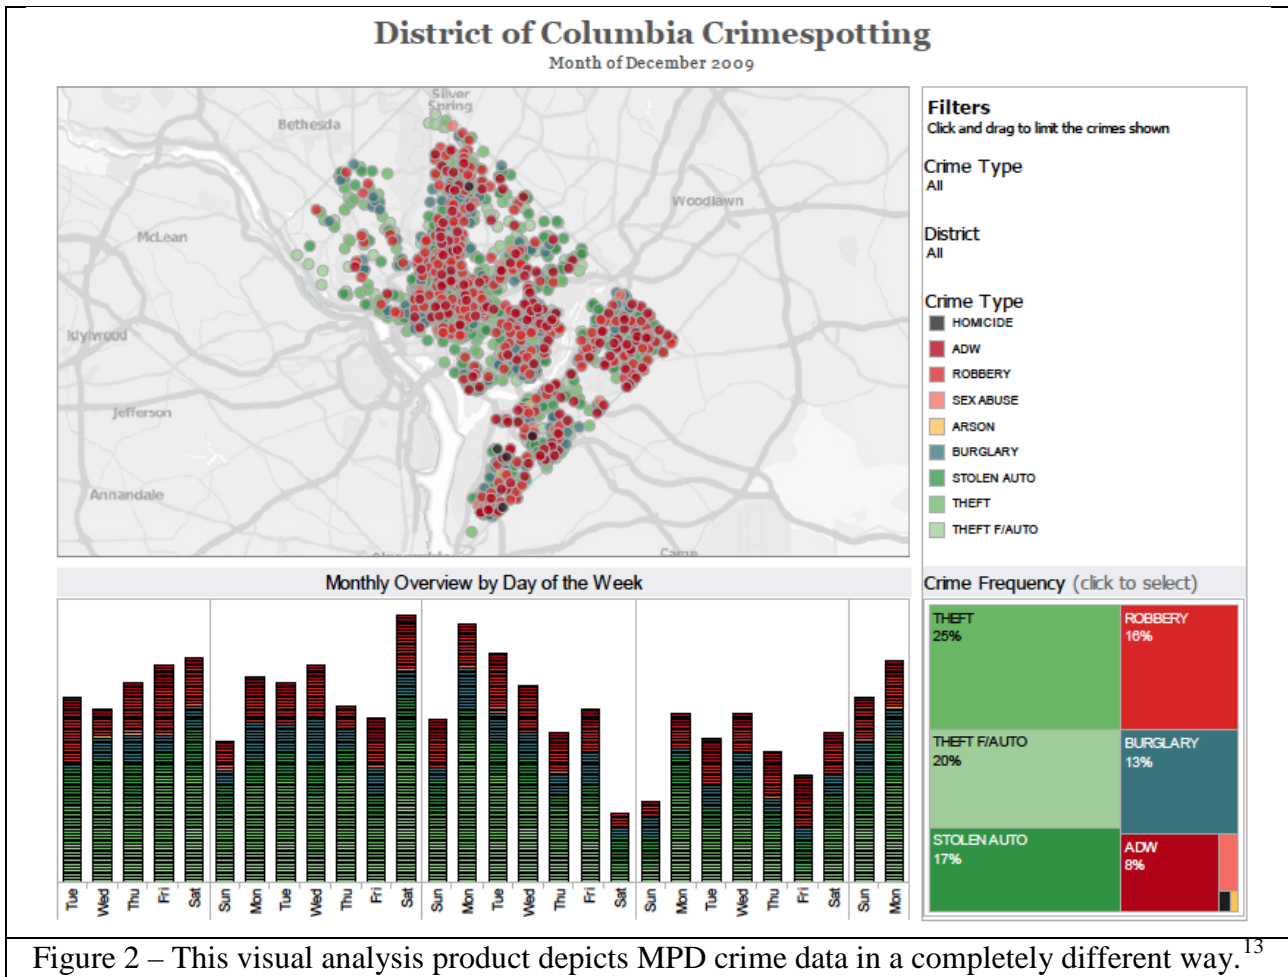 District of Columbia Crimespotting
Month of December 2009
Silver
Spring
Bethesda
Woodlawn
McLean
Idylwood
Jefferson
Annandale
Camp
Filters
Click and drag to limit the crimes shown
Crime Type
All
District
All
Crime Type
HOMICIDE
ADW
ROBBERY
SEX ABUSE
ARSON
BURGLARY
STOLEN AUTO
THEFT
THEFT F/AUTO
Monthly Overview by Day of the Week
Tue Wed Thu Fri Sat Sun Mon Tue Wed Thu Fri Sat Sun Mon Tue Wed Thu Fri Sat Sun Mon Tue Wed Thu Fri Sat Sun Mon
Crime Frequency (click to select)
THEFT
25%
ROBBERY
16%
THEFT F/AUTO
20%
BURGLARY
13%
STOLEN AUTO
17%
ADW
8%
Figure 2 – This visual analysis product depicts MPD crime data in a completely different way.13